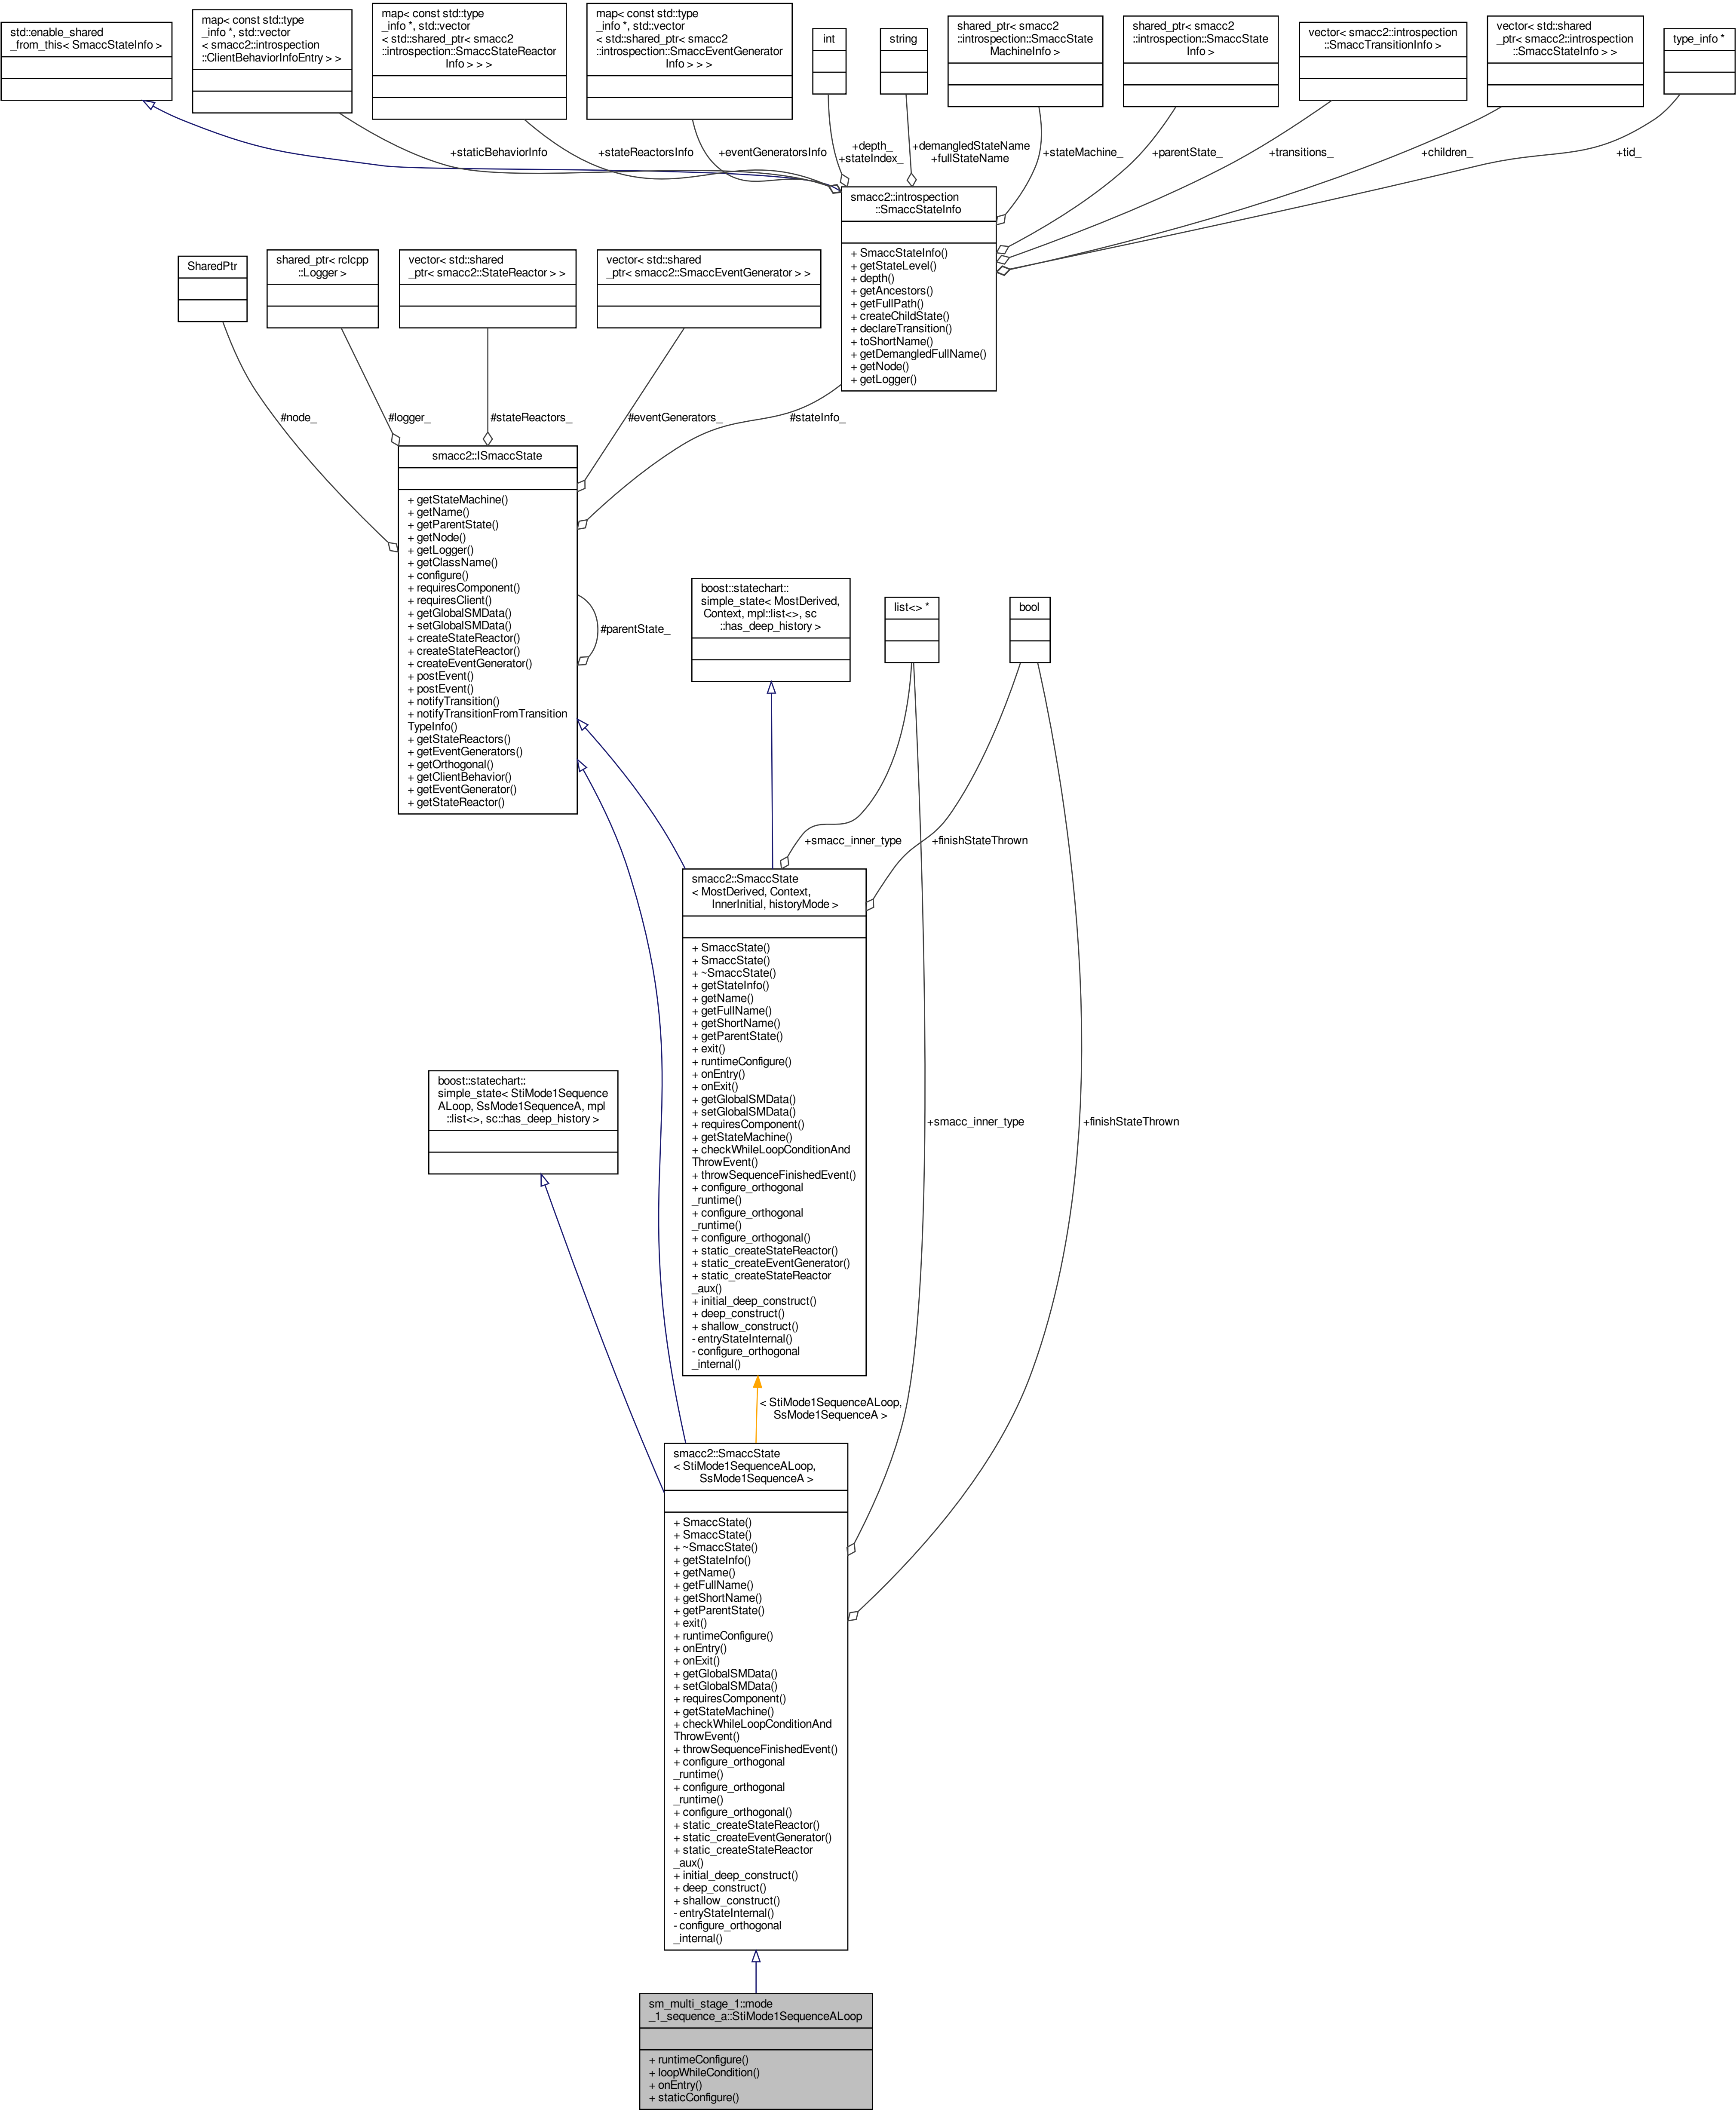 std::enable_shared
_from_this< SmaccStateInfo >
map< const std::type
_info *, std::vector
< smacc2::introspection
::ClientBehaviorInfoEntry > >
map< const std::type
_info *, std::vector
< std::shared_ptr< smacc2
::introspection::SmaccStateReactor
Info > > >
map< const std::type
_info *, std::vector
< std::shared_ptr< smacc2
::introspection::SmaccEventGenerator
Info > > >
int
string
shared_ptr< smacc2
::introspection::SmaccState
MachineInfo >
shared_ptr< smacc2
::introspection::SmaccState
Info >
vector< smacc2::introspection
::SmaccTransitionInfo >
vector< std::shared
_ptr< smacc2::introspection
::SmaccStateInfo > >
type_info *
+staticBehaviorInfo
+stateReactorsInfo
+eventGeneratorsInfo
+depth_
+stateIndex_
+demangledStateName
+fullStateName
+stateMachine_
+parentState_
+transitions_
+children_
+tid_
smacc2::introspection
::SmaccStateInfo
+ SmaccStateInfo()
+ getStateLevel()
+ depth()
+ getAncestors()
+ getFullPath()
+ createChildState()
+ declareTransition()
+ toShortName()
+ getDemangledFullName()
+ getNode()
+ getLogger()
SharedPtr
shared_ptr< rclcpp
::Logger >
vector< std::shared
_ptr< smacc2::StateReactor > >
vector< std::shared
_ptr< smacc2::SmaccEventGenerator > >
#node_
#logger_
#stateReactors_
#eventGenerators_
#stateInfo_
smacc2::ISmaccState
+ getStateMachine()
+ getName()
+ getParentState()
+ getNode()
+ getLogger()
+ getClassName()
+ configure()
+ requiresComponent()
+ requiresClient()
+ getGlobalSMData()
+ setGlobalSMData()
+ createStateReactor()
+ createStateReactor()
+ createEventGenerator()
+ postEvent()
+ postEvent()
+ notifyTransition()
+ notifyTransitionFromTransition
TypeInfo()
+ getStateReactors()
+ getEventGenerators()
+ getOrthogonal()
+ getClientBehavior()
+ getEventGenerator()
+ getStateReactor()
#parentState_
boost::statechart::
simple_state< MostDerived,
Context, mpl::list<>, sc
::has_deep_history >
list<> *
bool
+smacc_inner_type
+finishStateThrown
smacc2::SmaccState
< MostDerived, Context,
InnerInitial, historyMode >
+ SmaccState()
+ SmaccState()
+ ~SmaccState()
+ getStateInfo()
+ getName()
+ getFullName()
+ getShortName()
+ getParentState()
+ exit()
+ runtimeConfigure()
+ onEntry()
+ onExit()
+ getGlobalSMData()
+ setGlobalSMData()
+ requiresComponent()
+ getStateMachine()
+ checkWhileLoopConditionAnd
ThrowEvent()
+ throwSequenceFinishedEvent()
+ configure_orthogonal
_runtime()
+ configure_orthogonal
_runtime()
+ configure_orthogonal()
+ static_createStateReactor()
+ static_createEventGenerator()
+ static_createStateReactor
_aux()
+ initial_deep_construct()
+ deep_construct()
+ shallow_construct()
- entryStateInternal()
- configure_orthogonal
_internal()
boost::statechart::
simple_state< StiMode1Sequence
ALoop, SsMode1SequenceA, mpl
::list<>, sc::has_deep_history >
+smacc_inner_type
+finishStateThrown
< StiMode1SequenceALoop,
SsMode1SequenceA >
smacc2::SmaccState
< StiMode1SequenceALoop,
SsMode1SequenceA >
+ SmaccState()
+ SmaccState()
+ ~SmaccState()
+ getStateInfo()
+ getName()
+ getFullName()
+ getShortName()
+ getParentState()
+ exit()
+ runtimeConfigure()
+ onEntry()
+ onExit()
+ getGlobalSMData()
+ setGlobalSMData()
+ requiresComponent()
+ getStateMachine()
+ checkWhileLoopConditionAnd
ThrowEvent()
+ throwSequenceFinishedEvent()
+ configure_orthogonal
_runtime()
+ configure_orthogonal
_runtime()
+ configure_orthogonal()
+ static_createStateReactor()
+ static_createEventGenerator()
+ static_createStateReactor
_aux()
+ initial_deep_construct()
+ deep_construct()
+ shallow_construct()
- entryStateInternal()
- configure_orthogonal
_internal()
sm_multi_stage_1::mode
_1_sequence_a::StiMode1SequenceALoop
+ runtimeConfigure()
+ loopWhileCondition()
+ onEntry()
+ staticConfigure()